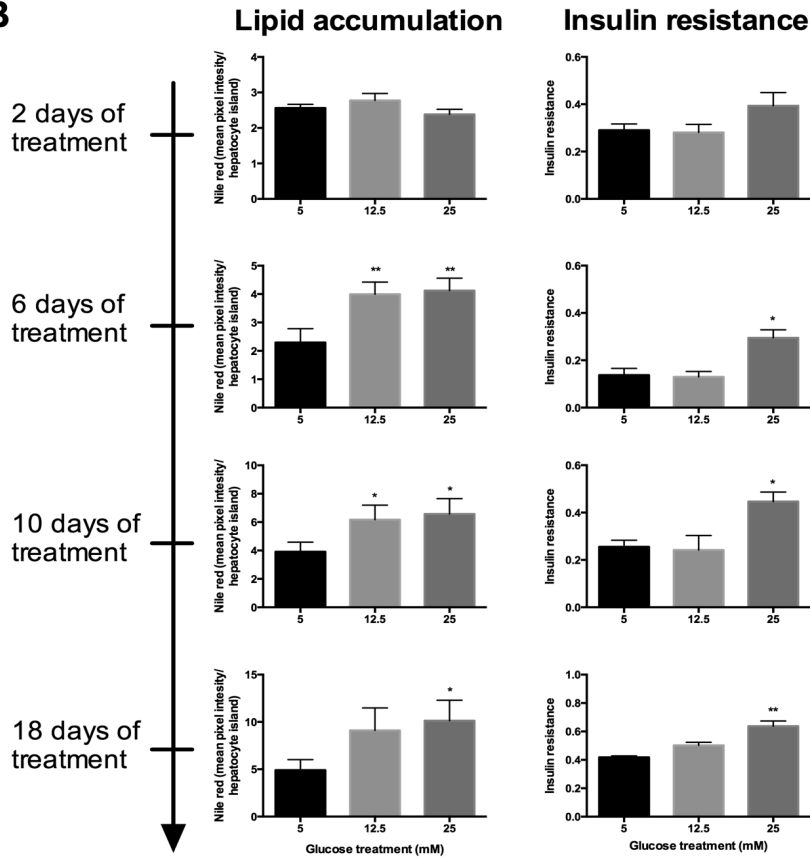 B
Lipid accumulation
Insulin resistance
2 days of
treatment
Nile red (mean pixel intesity/
hepatocyte island)
4
3
2
1
0
5 12.5 25
Insulin resistance
0.6
0.4
0.2
0.0
5 12.5 25
6 days of
treatment
Nile red (mean pixel intesity/
hepatocyte island)
5
4
3
2
1
0
** **
5 12.5 25
Insulin resistance
0.6
0.4
0.2
0.0
*
5 12.5 25
10 days of
treatment
Nile red (mean pixel intesity/
hepatocyte island)
10
8
6
4
2
0
* *
5 12.5 25
Insulin resistance
0.6
0.4
0.2
0.0
*
5 12.5 25
18 days of
treatment
Nile red (mean pixel intesity/
hepatocyte island)
15
10
5
0
*
5 12.5 25
Glucose treatment (mM)
Insulin resistance
1.0
0.8
0.6
0.4
0.2
0.0
**
5 12.5 25
Glucose treatment (mM)